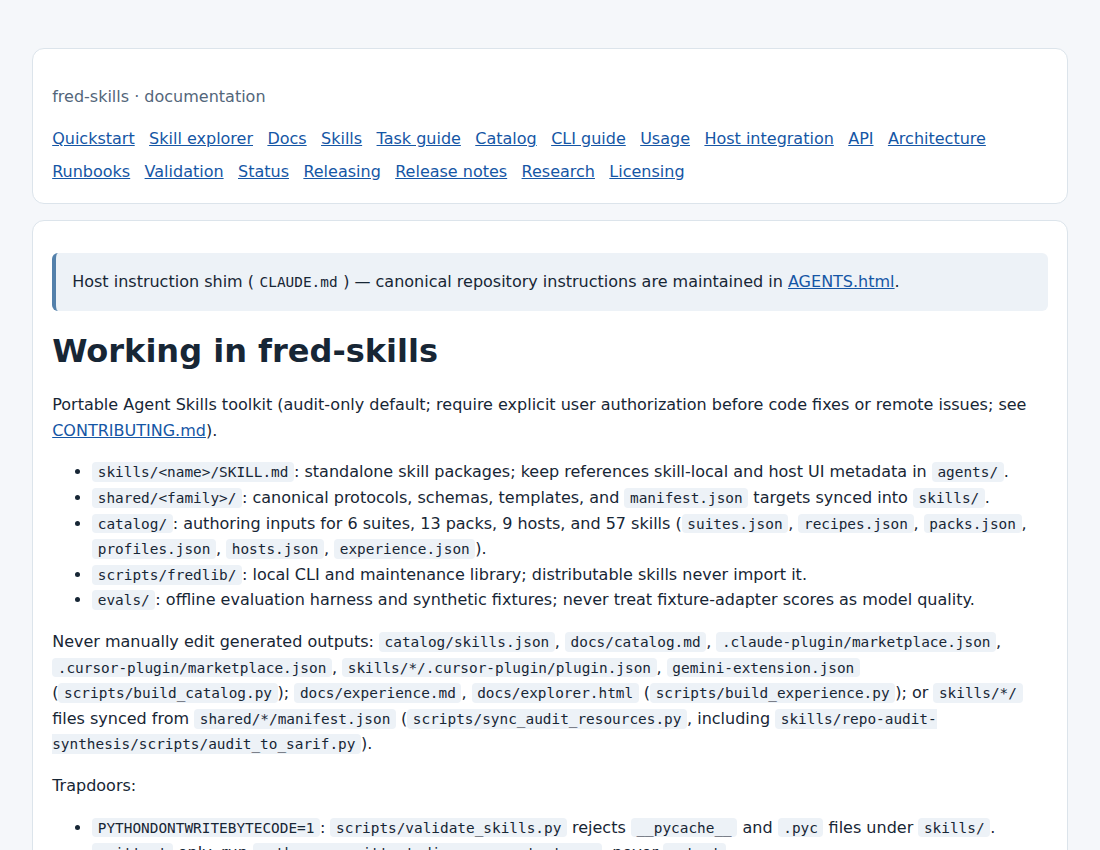 fred-skills · documentation
Quickstart Skill explorer Docs Skills Task guide Catalog CLI guide Usage Host integration API Architecture
Runbooks Validation Status Releasing Release notes Research Licensing
Host instruction shim ( CLAUDE.md ) — canonical repository instructions are maintained in AGENTS.html.
Working in fred-skills
Portable Agent Skills toolkit (audit-only default; require explicit user authorization before code fixes or remote issues; see
CONTRIBUTING.md).
• skills/<name>/SKILL.md : standalone skill packages; keep references skill-local and host UI metadata in agents/ .
• shared/<family>/ : canonical protocols, schemas, templates, and manifest.json targets synced into skills/ .
• catalog/ : authoring inputs for 6 suites, 13 packs, 9 hosts, and 57 skills ( suites.json , recipes.json , packs.json ,
profiles.json , hosts.json , experience.json ).
• scripts/fredlib/ : local CLI and maintenance library; distributable skills never import it.
• evals/ : offline evaluation harness and synthetic fixtures; never treat fixture-adapter scores as model quality.
Never manually edit generated outputs: catalog/skills.json , docs/catalog.md , .claude-plugin/marketplace.json ,
.cursor-plugin/marketplace.json , skills/*/.cursor-plugin/plugin.json , gemini-extension.json
( scripts/build_catalog.py ); docs/experience.md , docs/explorer.html ( scripts/build_experience.py ); or skills/*/
files synced from shared/*/manifest.json ( scripts/sync_audit_resources.py , including skills/repo-audit-
synthesis/scripts/audit_to_sarif.py ).
Trapdoors:
• PYTHONDONTWRITEBYTECODE=1 : scripts/validate_skills.py rejects __pycache__ and .pyc files under skills/ .